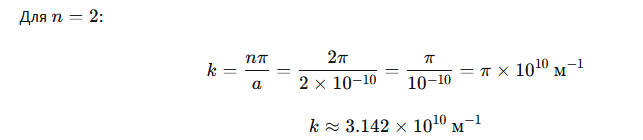 Для n = 2:
k = nπ/a = 2π/(2 × 10⁻¹⁰) = π/10⁻¹⁰ = π × 10¹⁰ м⁻¹
k ≈ 3.142 × 10¹⁰ м⁻¹